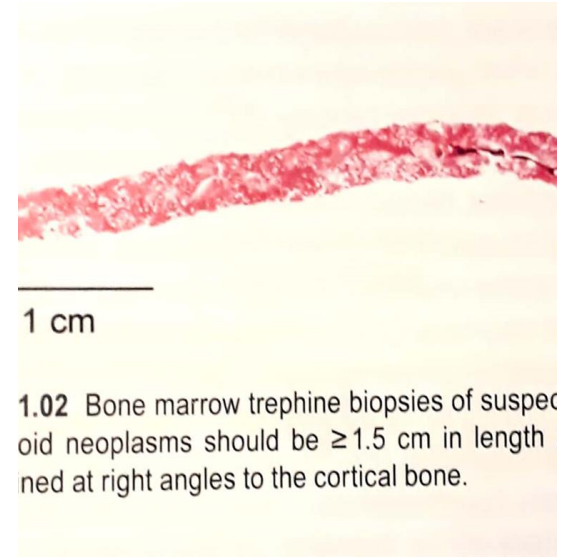 1 cm
1.02 Bone marrow trephine biopsies of suspec
oid neoplasms should be ≥1.5 cm in length
ned at right angles to the cortical bone.